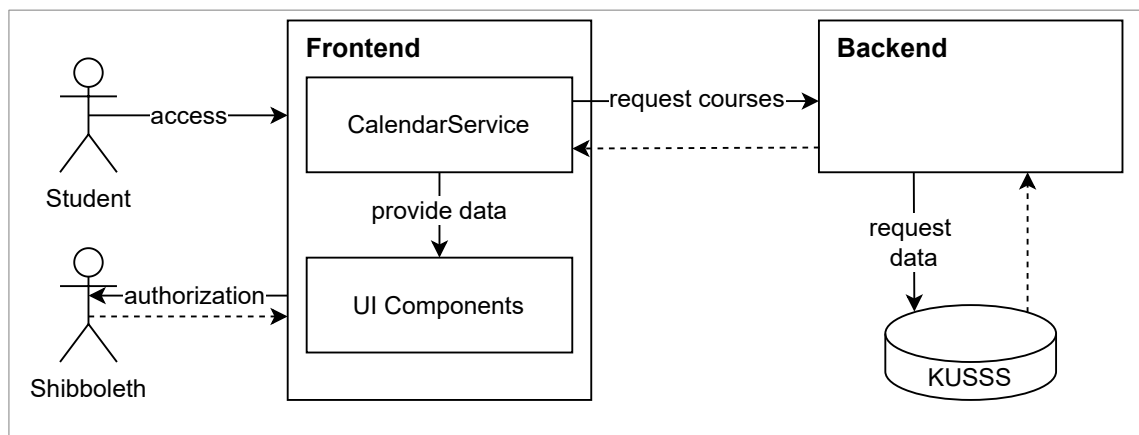 Frontend
Backend
CalendarService
request courses
access
Student
provide data
request
data
authorization
UI Components
Shibboleth
KUSSS